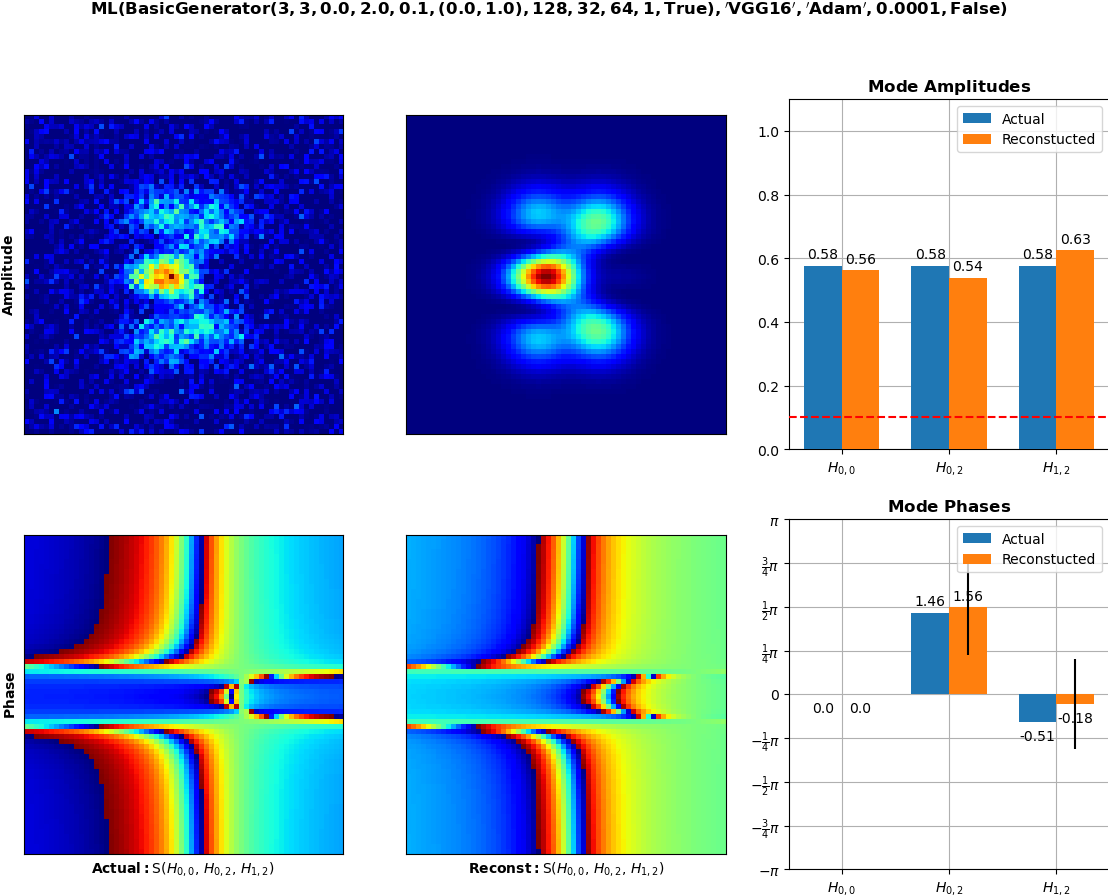 ML(BasicGenerator(3, 3, 0.0, 2.0, 0.1, (0.0, 1.0), 128, 32, 64, 1, True), ′VGG16′, ′Adam′, 0.0001, False)
Amplitude
Mode Amplitudes
Actual
Reconstucted
1.0
0.8
0.6
0.4
0.2
0.0
0.58
0.56
0.58
0.54
0.58
0.63
H0,0
H0,2
H1,2
Phase
Actual: S(H0,0, H0,2, H1,2)
Reconst: S(H0,0, H0,2, H1,2)
Mode Phases
Actual
Reconstucted
π
3/4π
1/2π
1/4π
0
−1/4π
−1/2π
−3/4π
−π
0.0
0.0
1.46
1.56
-0.51
-0.18
H0,0
H0,2
H1,2